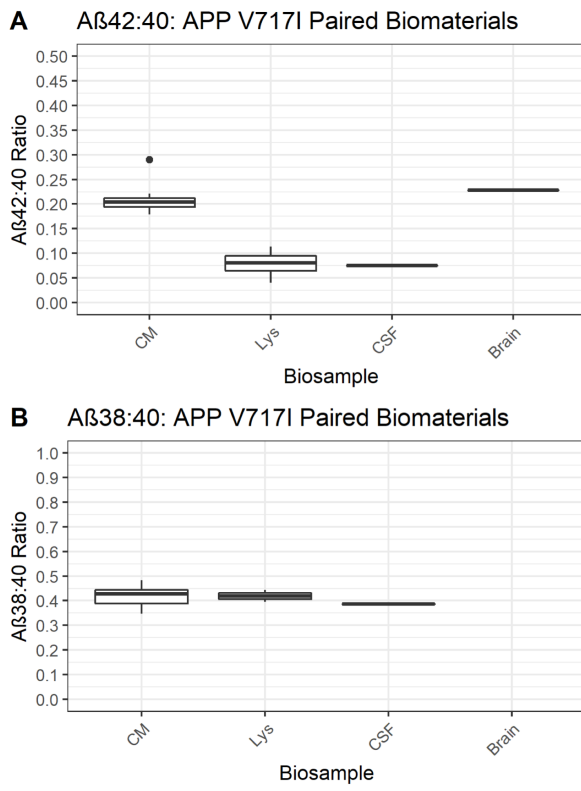 A Aß42:40: APP V717I Paired Biomaterials
0.50
0.45
0.40
0.35
0.30
0.25
0.20
0.15
0.10
0.05
0.00
Aß42:40 Ratio
CM Lys CSF Brain
Biosample
B Aß38:40: APP V717I Paired Biomaterials
1.0
0.9
0.8
0.7
0.6
0.5
0.4
0.3
0.2
0.1
0.0
Aß38:40 Ratio
CM Lys CSF Brain
Biosample